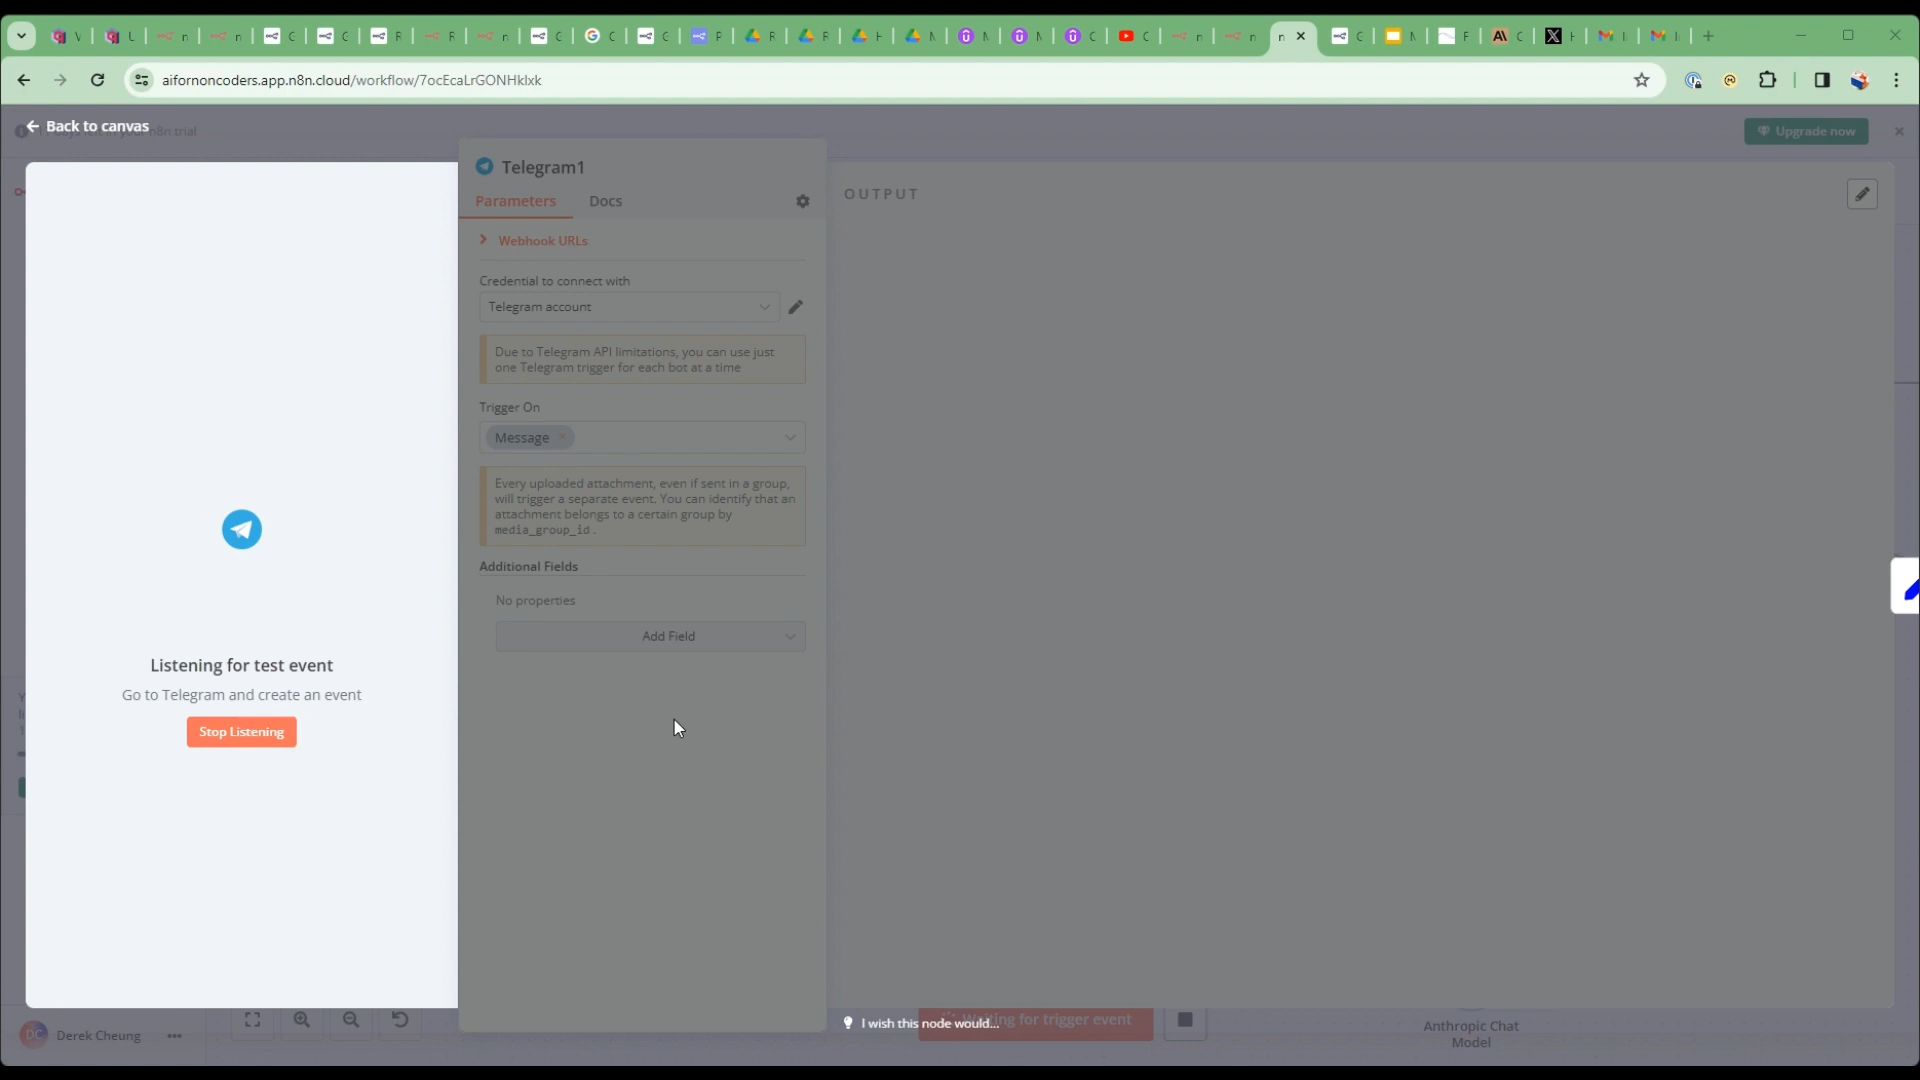 aifornoncoders.app.n8n.cloud/workflow/7ocEcaLrGONHklxk
Back to canvas
n8n trial
Upgrade now
Telegram1
Parameters
Docs
OUTPUT
Webhook URLs
Credential to connect with
Telegram account
Due to Telegram API limitations, you can use just
one Telegram trigger for each bot at a time
Trigger On
Message
Every uploaded attachment, even if sent in a group,
will trigger a separate event. You can identify that an
attachment belongs to a certain group by
media_group_id .
Additional Fields
No properties
Add Field
Listening for test event
Go to Telegram and create an event
Stop Listening
DC
Derek Cheung
I wish this node would...
for trigger event
Anthropic Chat
Model